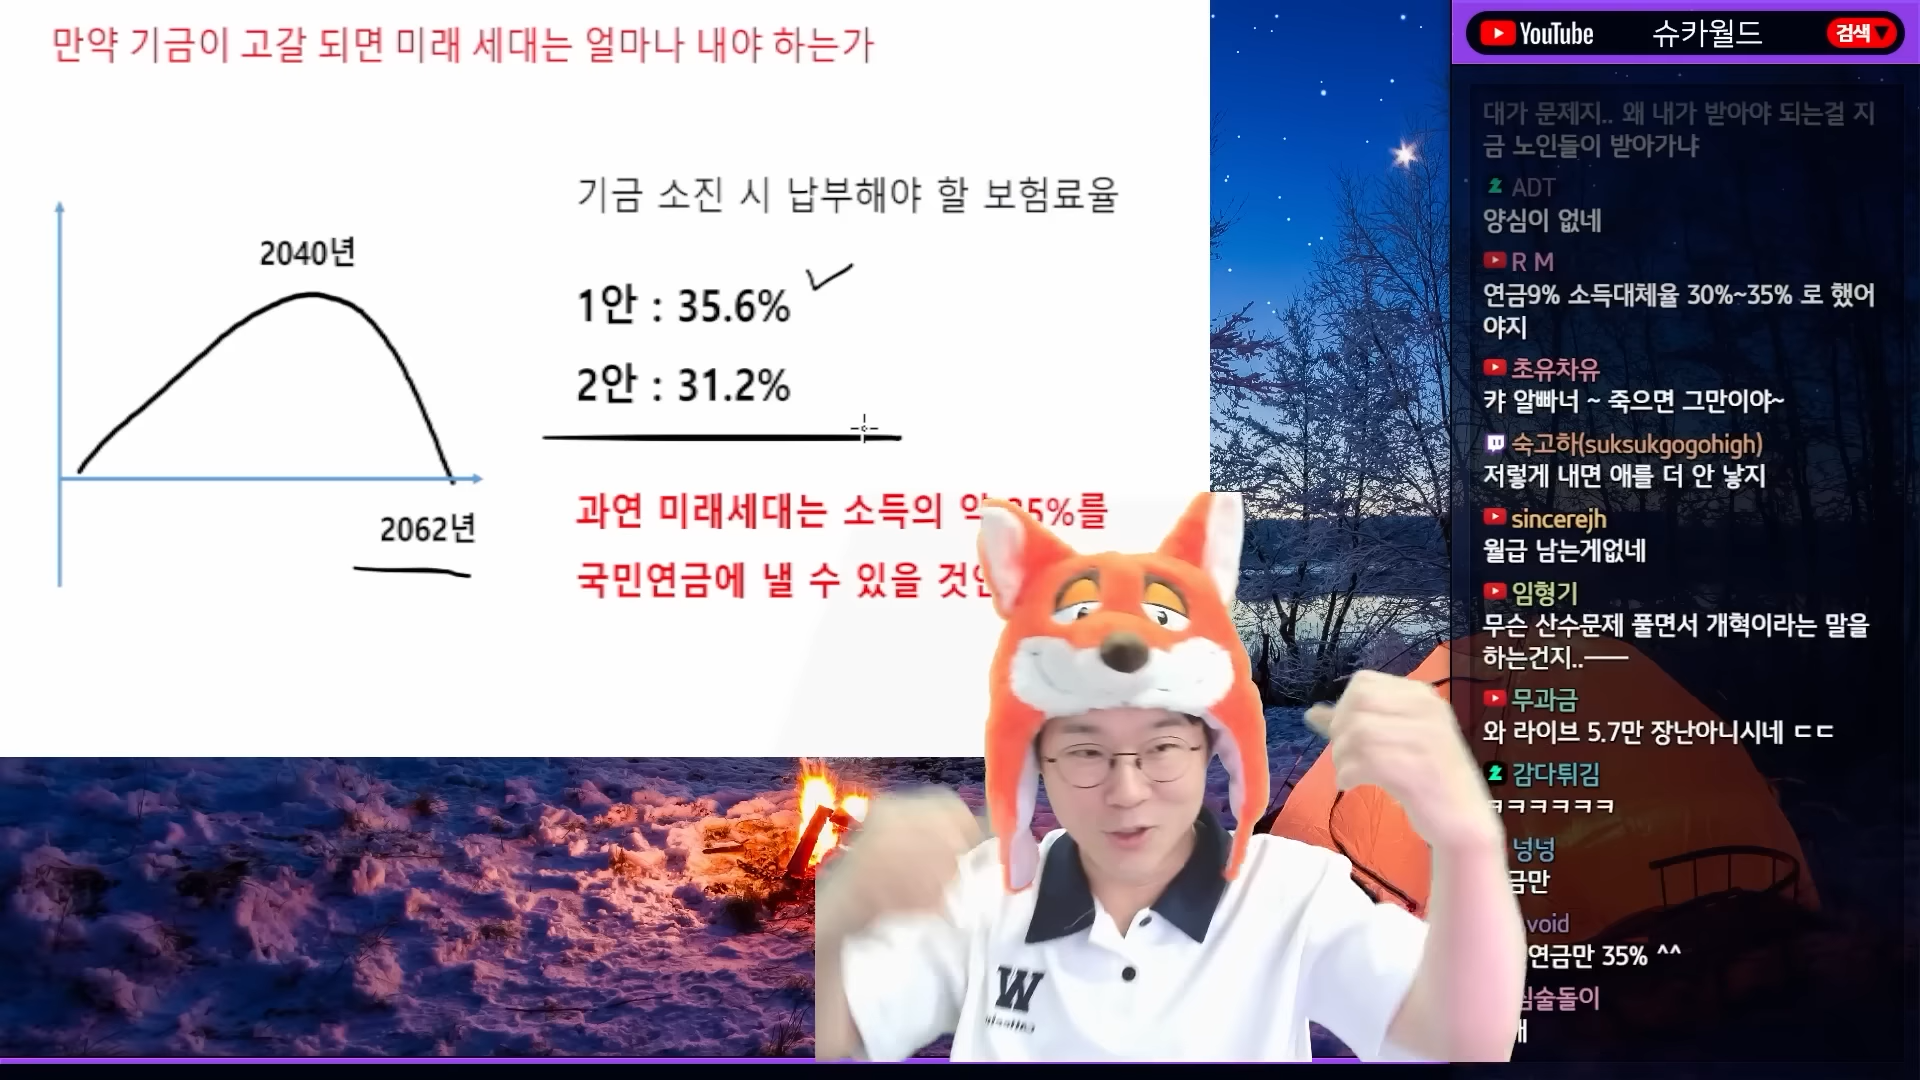 만약 기금이 고갈 되면 미래 세대는 얼마나 내야 하는가
2040년
2062년
기금 소진 시 납부해야 할 보험료율
1안 : 35.6%
2안 : 31.2%
과연 미래세대는 소득의
국민연금에 낼 수 있을
W
YouTube 슈카월드 검색
대가 문제지.. 왜 내가 받아야 되는걸 지
금 노인들이 받아가냐
ADT
양심이 없네
R M
연금9% 소득대체율 30%~35% 로 했어
야지
초유차유
캬 알빠너 ~ 죽으면 그만이야~
숙고하(suksukgogohigh)
저렇게 내면 애를 더 안 낳지
sincerejh
월급 남는게없네
임형기
무슨 산수문제 풀면서 개혁이라는 말을
하는건지..——
무과금
와 라이브 5.7만 장난아니시네 ㄷㄷ
감다튀김
ㅋㅋㅋㅋㅋㅋ
넝넝
금만
void
연금만 35% ^^
심술돌이